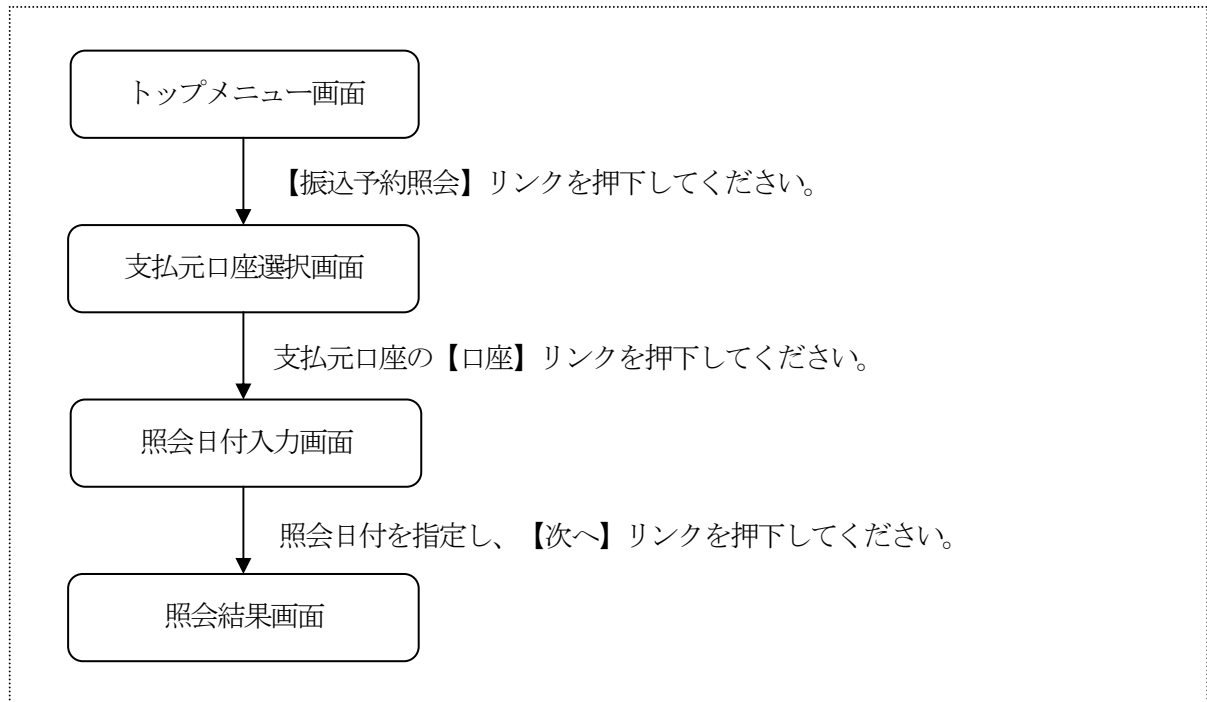 トップメニュー画面
【振込予約照会】リンクを押下してください。
支払元口座選択画面
支払元口座の【口座】リンクを押下してください。
照会日付入力画面
照会日付を指定し、【次へ】リンクを押下してください。
照会結果画面